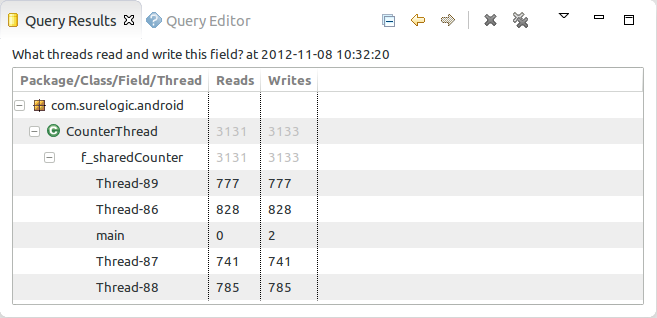 Query Results Query Editor
What threads read and write this field? at 2012-11-08 10:32:20
Package/Class/Field/Thread Reads Writes
com.surelogic.android
C CounterThread 3131 3133
f_sharedCounter 3131 3133
Thread-89 777 777
Thread-86 828 828
main 0 2
Thread-87 741 741
Thread-88 785 785